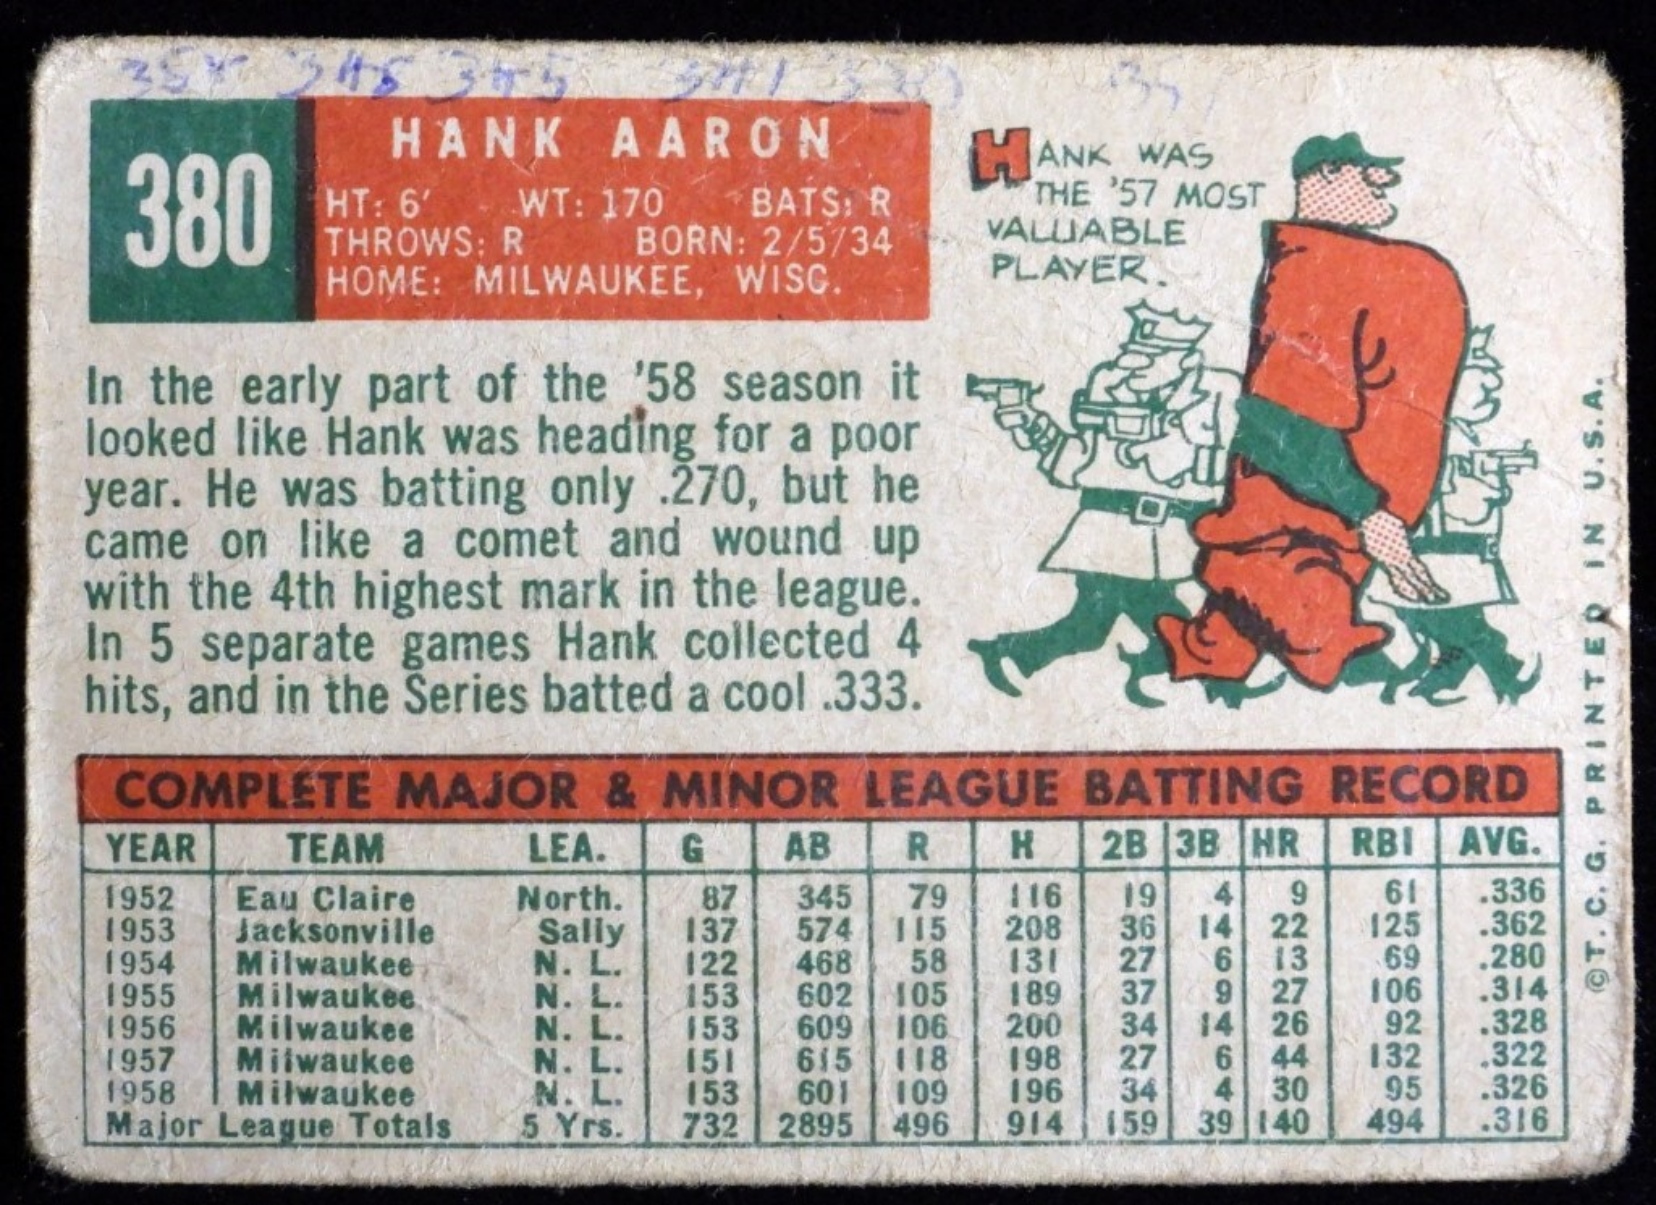 345 345 341
380
HANK AARON
HT: 6' WT: 170 BATS: R
THROWS: R BORN: 2/5/34
HOME: MILWAUKEE, WISC.
HANK WAS
THE '57 MOST
VALUABLE
PLAYER.
In the early part of the '58 season it
looked like Hank was heading for a poor
year. He was batting only .270, but he
came on like a comet and wound up
with the 4th highest mark in the league.
In 5 separate games Hank collected 4
hits, and in the Series batted a cool .333.
COMPLETE MAJOR & MINOR LEAGUE BATTING RECORD
YEAR TEAM LEA. G AB R H 2B 3B HR RBI AVG.
1952 Eau Claire North. 87 345 79 116 19 4 9 61 .336
1953 Jacksonville Sally 137 574 115 208 36 14 22 125 .362
1954 Milwaukee N. L. 122 468 58 131 27 6 13 69 .280
1955 Milwaukee N. L. 153 602 105 189 37 9 27 106 .314
1956 Milwaukee N. L. 153 609 106 200 34 14 26 92 .328
1957 Milwaukee N. L. 151 615 118 198 27 6 44 132 .322
1958 Milwaukee N. L. 153 601 109 196 34 4 30 95 .326
Major League Totals 5 Yrs. 732 2895 496 914 159 39 140 494 .316
©T. C. G. PRINTED IN U.S.A.